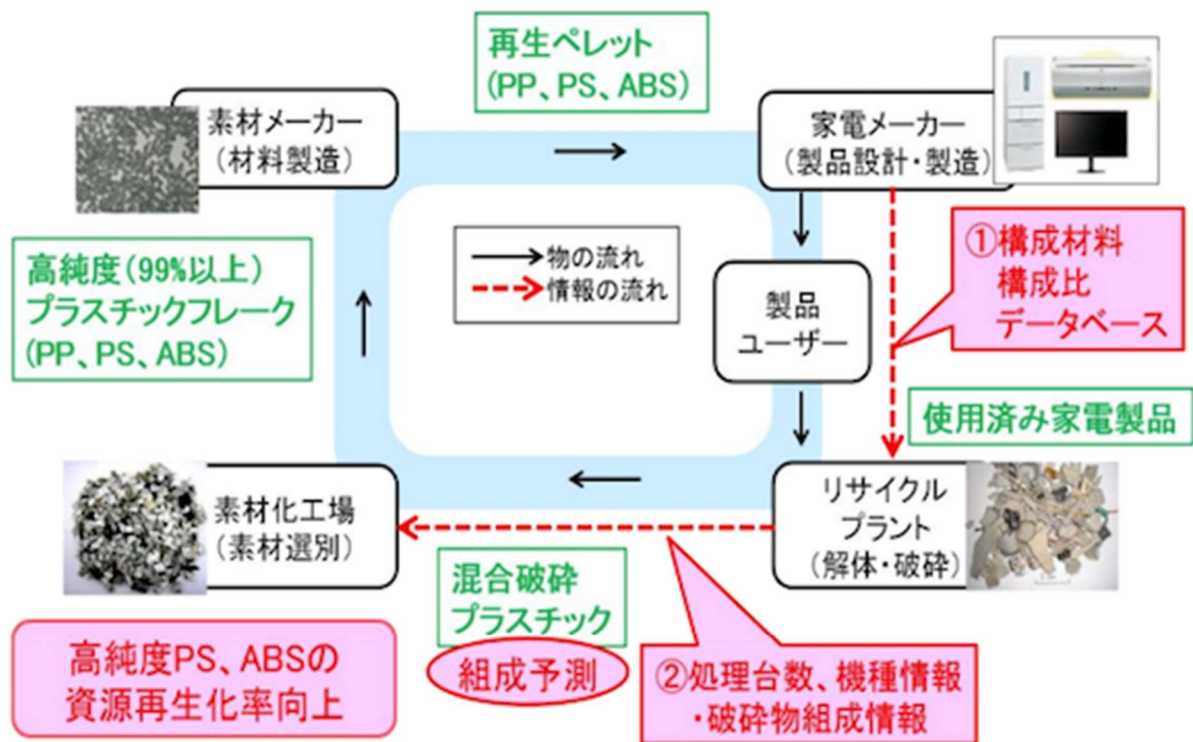 再生ペレット
(PP、PS、ABS)
素材メーカー
(材料製造)
家電メーカー
(製品設計・製造)
①構成材料
構成比
データベース
物の流れ
情報の流れ
製品
ユーザー
高純度(99%以上)
プラスチックフレーク
(PP、PS、ABS)
使用済み家電製品
素材化工場
(素材選別)
リサイクル
プラント
(解体・破砕)
混合破砕
プラスチック
組成予測
高純度PS、ABSの
資源再生化率向上
②処理台数、機種情報
・破砕物組成情報